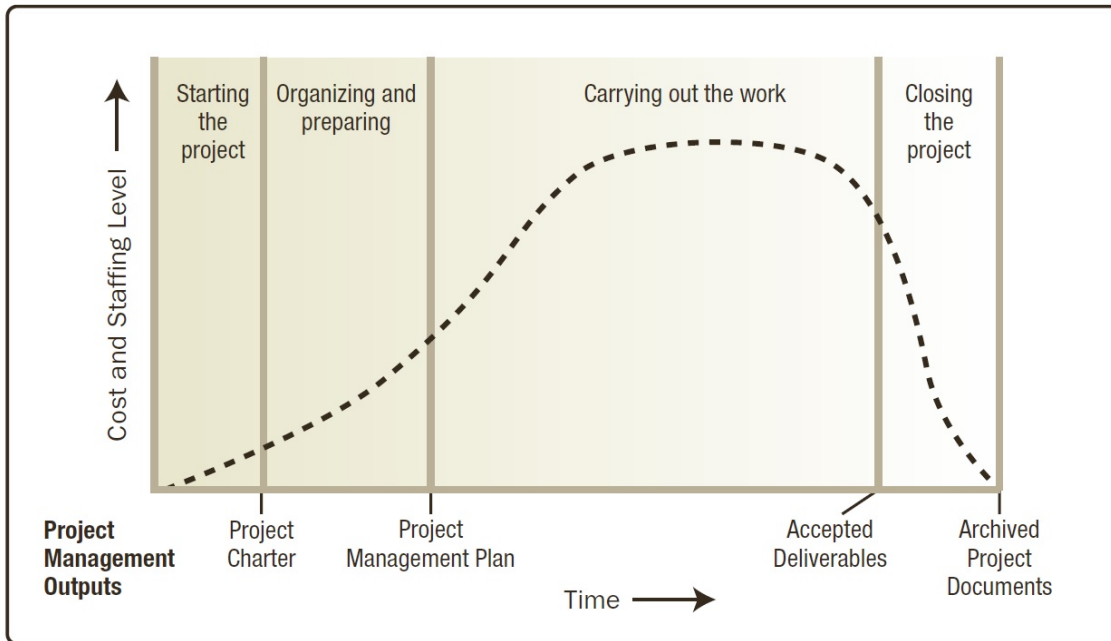 Starting
the
project
Organizing and
preparing
Carrying out the work
Closing
the
project
Cost and Staffing Level
Project
Management
Outputs
Project
Charter
Project
Management Plan
Accepted
Deliverables
Archived
Project
Documents
Time